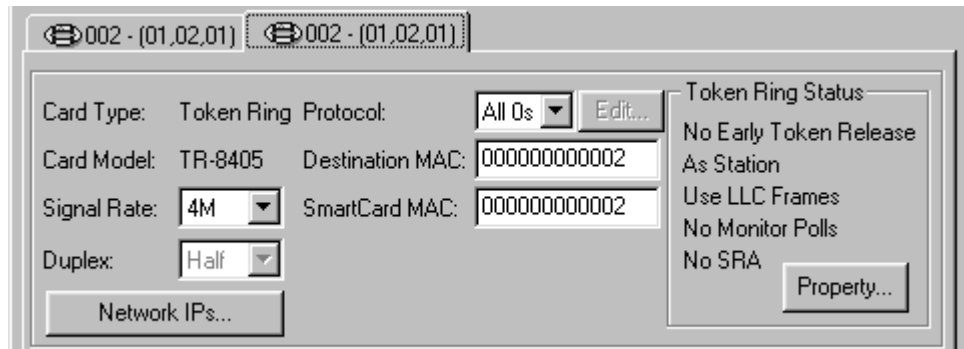 002 - (01,02,01) 002 - (01,02,01)
Card Type: Token Ring Protocol: All 0s Edit... Token Ring Status
Card Model: TR-8405 Destination MAC: 000000000002 No Early Token Release
Signal Rate: 4M SmartCard MAC: 000000000002 As Station
Duplex: Half Use LLC Frames
Network IPs... No Monitor Polls
No SRA
Property...